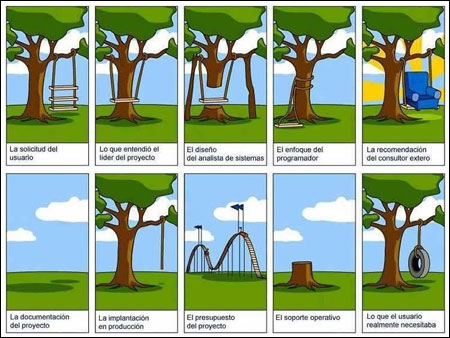 La solicitud del
usuario
Lo que entendió el
lider del proyecto
El diseño
del analista de sistemas
El enfoque del
programador
La recomendación
del consultor extero
La documentación
del proyecto
La implantación
en producción
El presupuesto
del proyecto
El soporte operativo
Lo que el usuario
realmente necesitaba